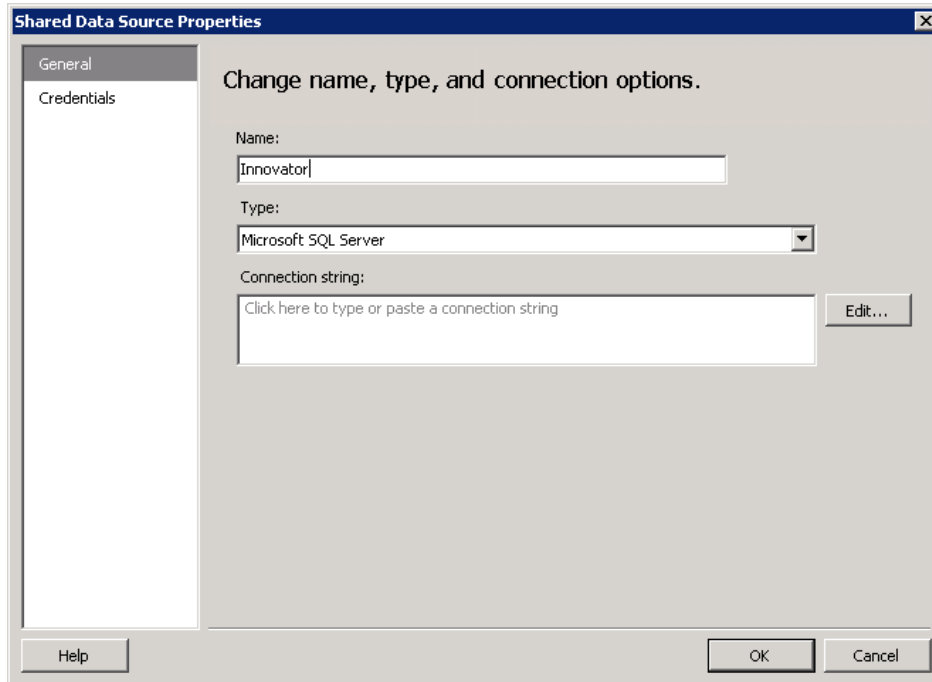 Shared Data Source Properties
General
Credentials
Change name, type, and connection options.
Name:
Innovator
Type:
Microsoft SQL Server
Connection string:
Click here to type or paste a connection string
Edit...
Help
OK
Cancel